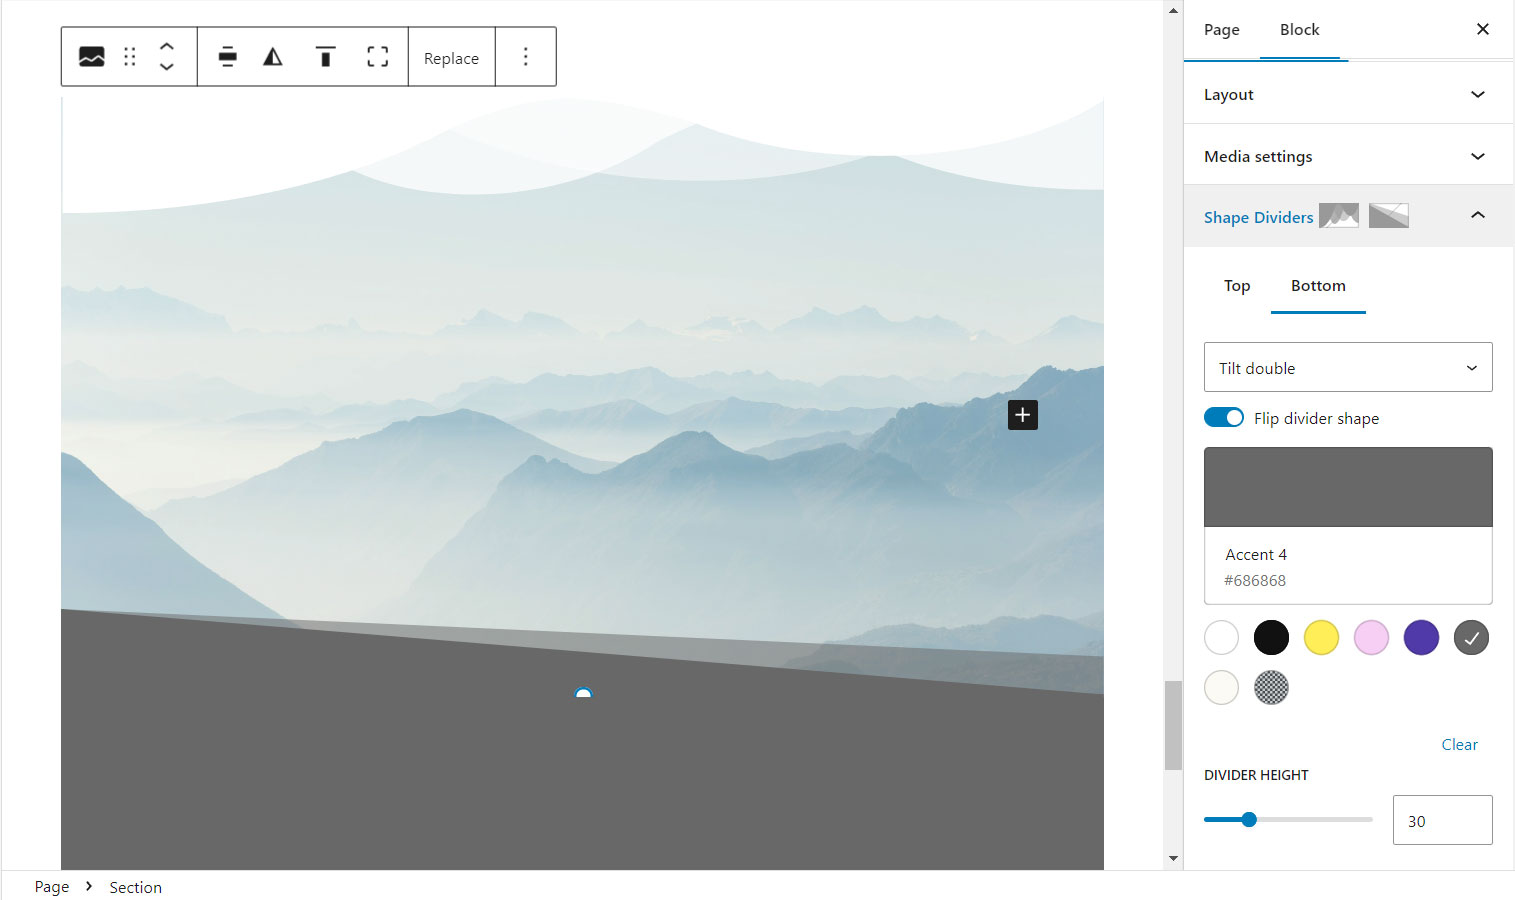 Replace
Page Block
Layout
Media settings
Shape Dividers
Top Bottom
Tilt double
Flip divider shape
Accent 4
#686868
Clear
DIVIDER HEIGHT
30
Page Section